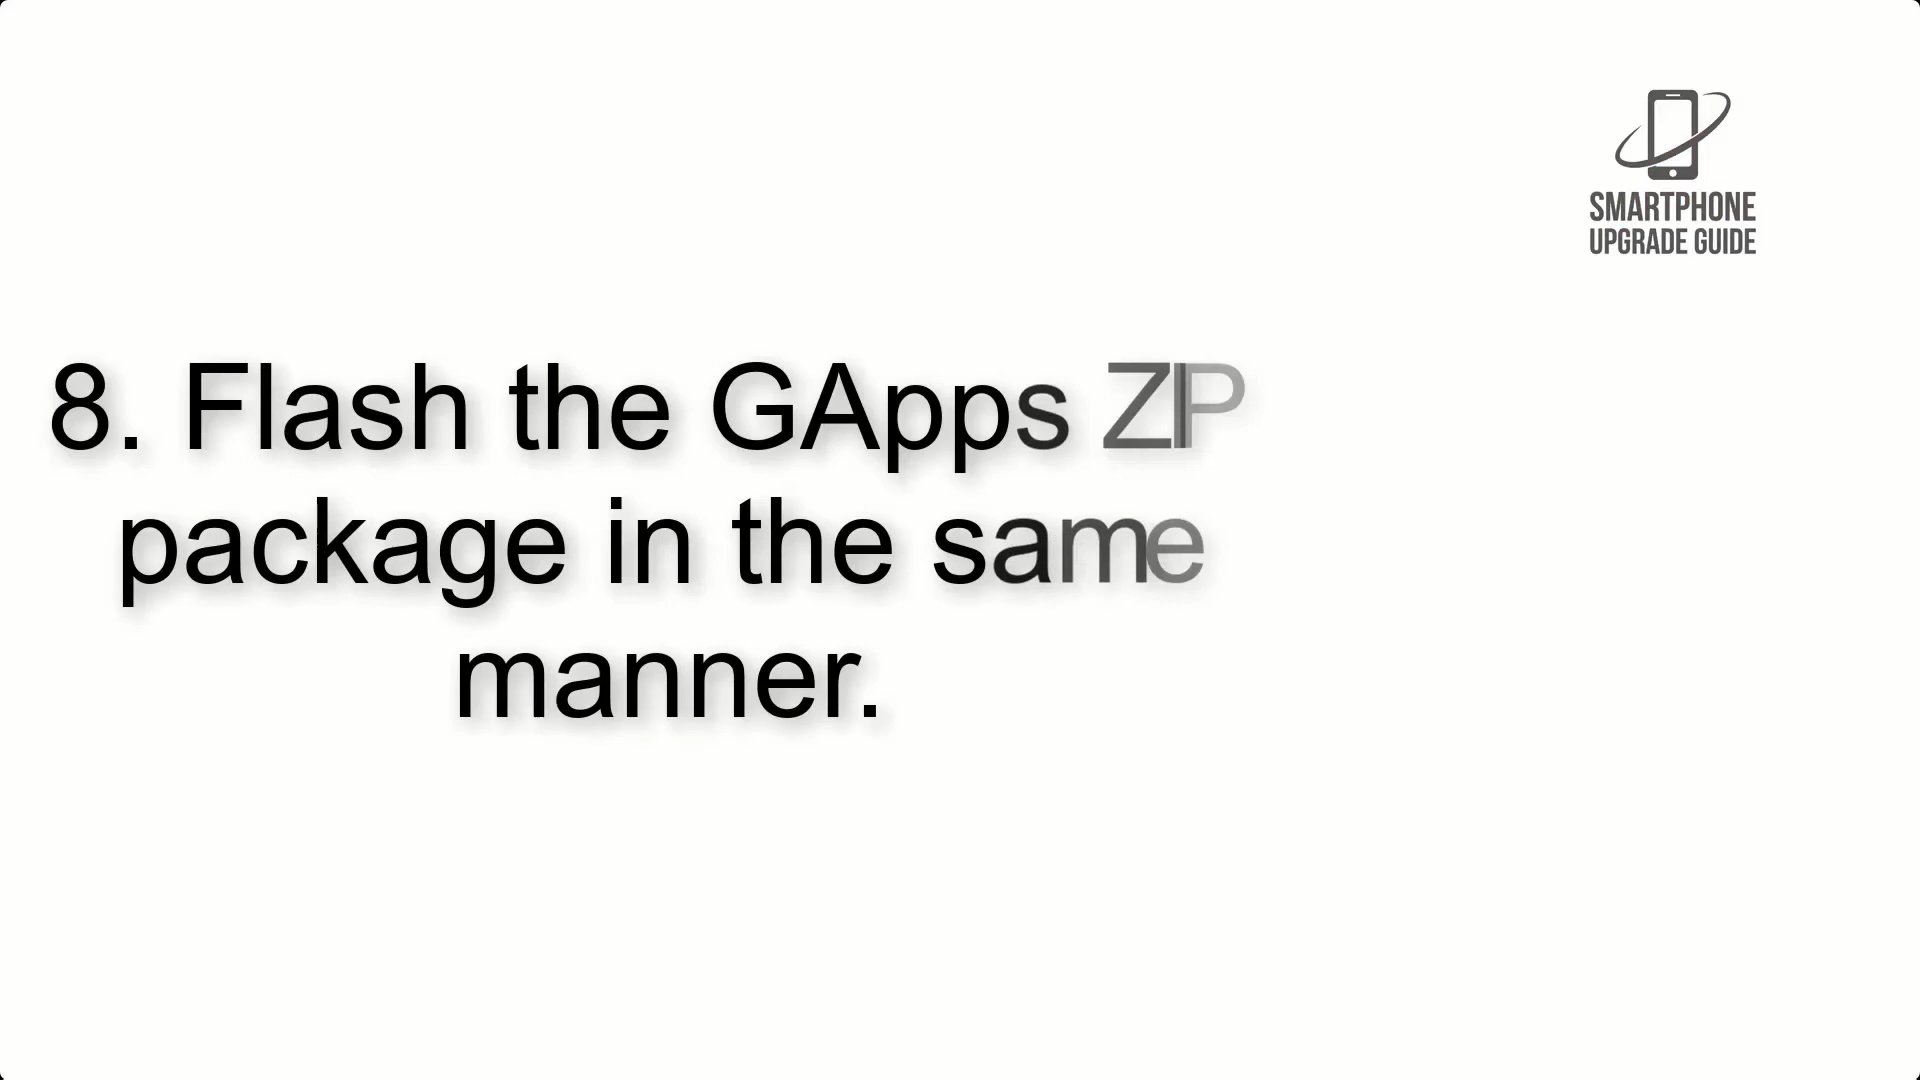 SMARTPHONE
UPGRADE GUIDE
8. Flash the GApps ZIP
package in the same
manner.